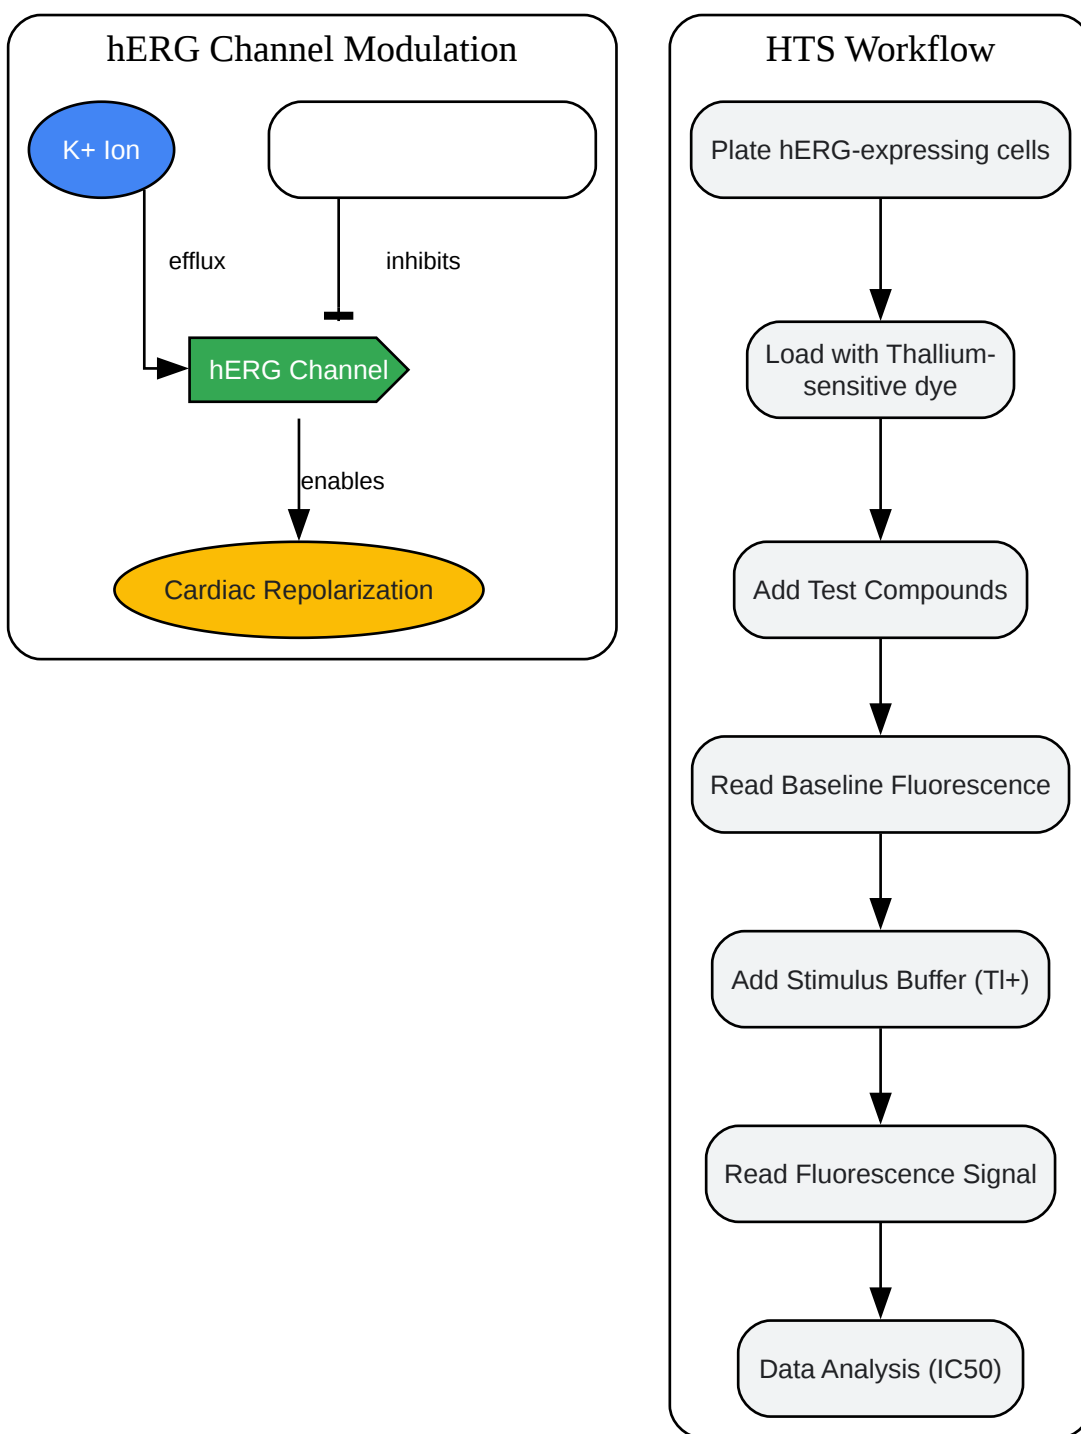 hERG Channel Modulation
K+ Ion
efflux
inhibits
hERG Channel
enables
Cardiac Repolarization
HTS Workflow
Plate hERG-expressing cells
Load with Thallium-
sensitive dye
Add Test Compounds
Read Baseline Fluorescence
Add Stimulus Buffer (Tl+)
Read Fluorescence Signal
Data Analysis (IC50)